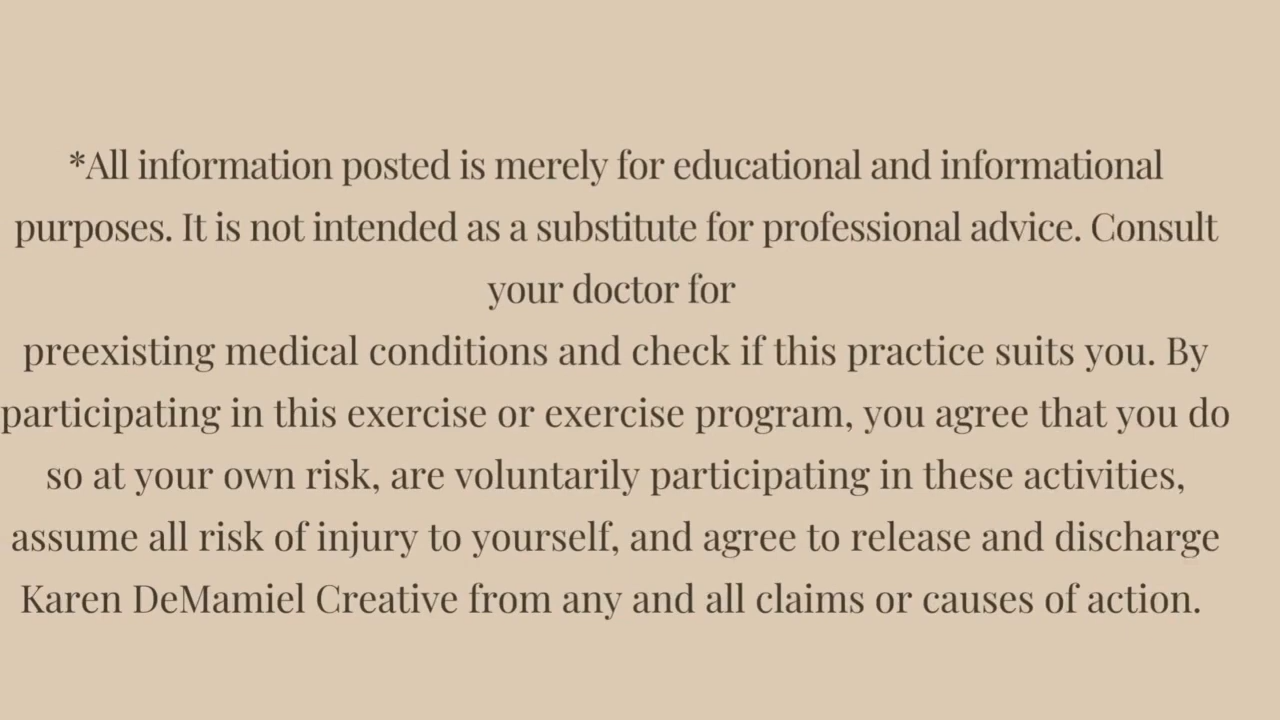 *All information posted is merely for educational and informational
purposes. It is not intended as a substitute for professional advice. Consult
your doctor for
preexisting medical conditions and check if this practice suits you. By
participating in this exercise or exercise program, you agree that you do
so at your own risk, are voluntarily participating in these activities,
assume all risk of injury to yourself, and agree to release and discharge
Karen DeMamiel Creative from any and all claims or causes of action.